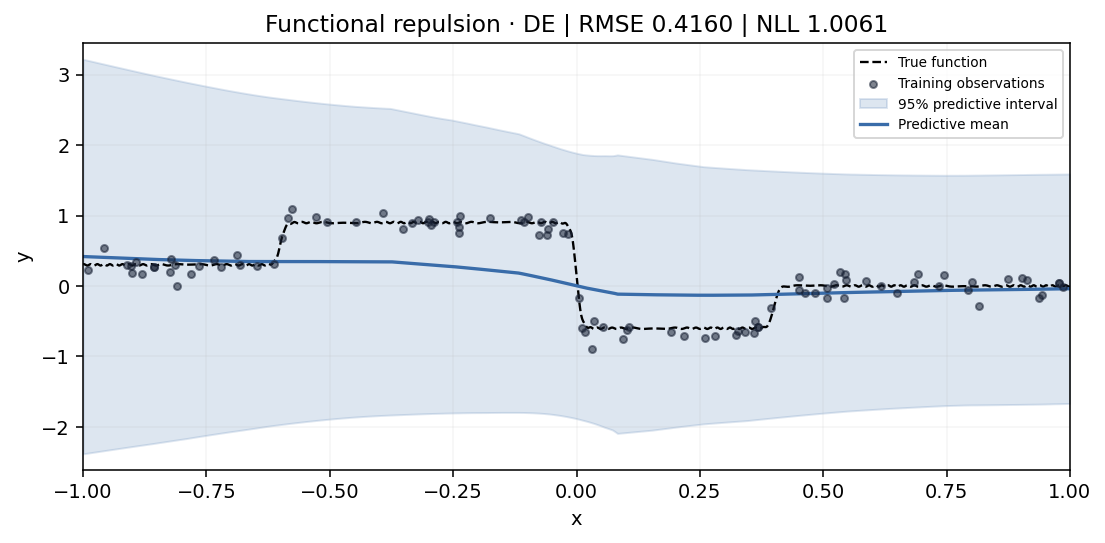 Functional repulsion · DE | RMSE 0.4160 | NLL 1.0061
True function
Training observations
95% predictive interval
Predictive mean
y
3
2
1
0
−1
−2
−1.00 −0.75 −0.50 −0.25 0.00 0.25 0.50 0.75 1.00
x